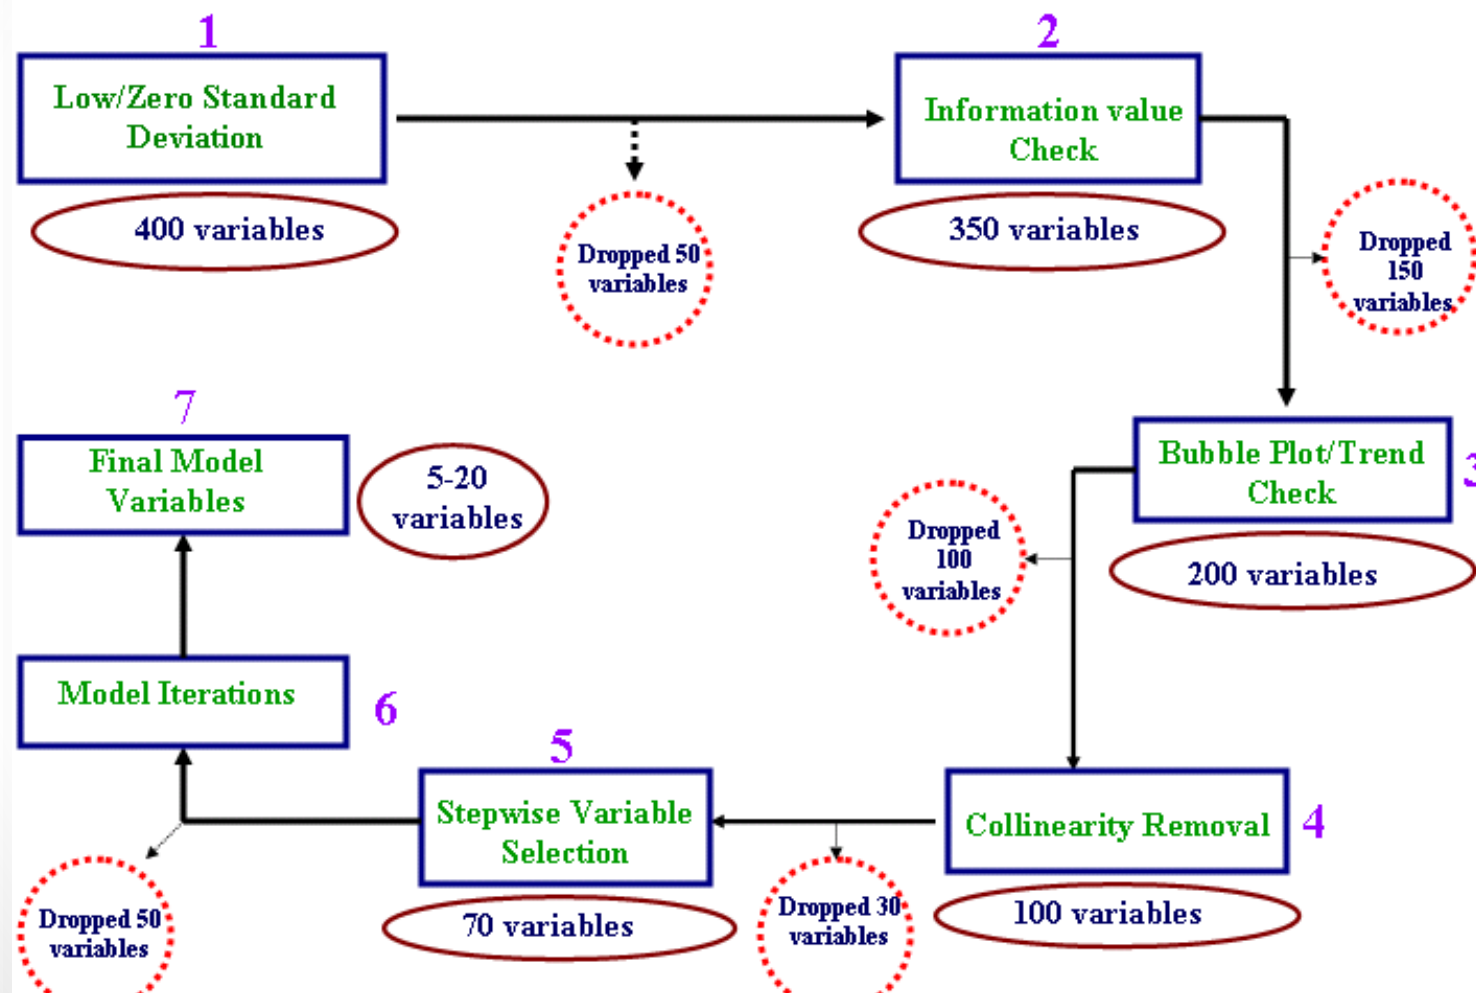 1
Low/Zero Standard
Deviation
400 variables
Dropped 50
variables
2
Information value
Check
350 variables
Dropped
150
variables
Bubble Plot/Trend
Check
3
200 variables
Dropped
100
variables
Collinearity Removal
4
100 variables
Dropped 30
variables
5
Stepwise Variable
Selection
70 variables
Dropped 50
variables
Model Iterations
6
7
Final Model
Variables
5-20
variables